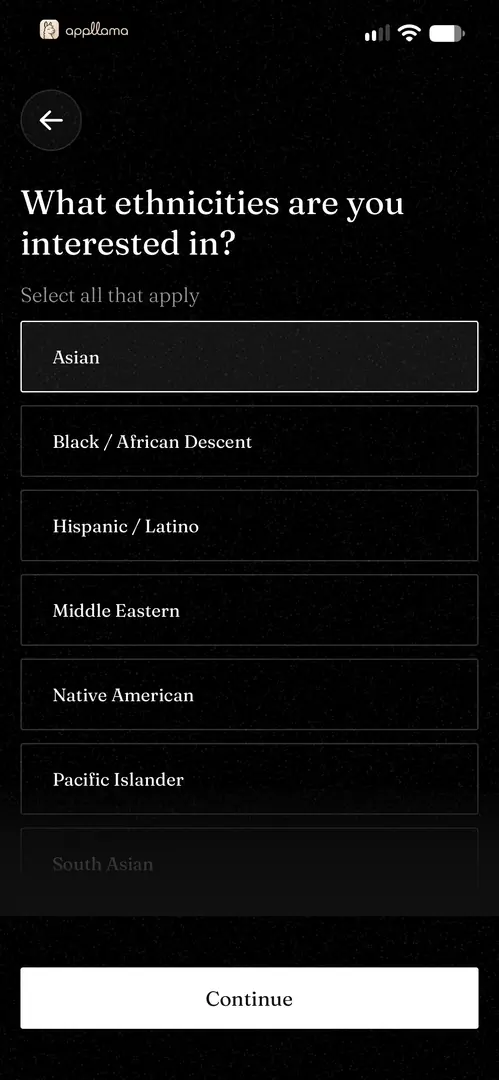 appllama
What ethnicities are you
interested in?
Select all that apply
Asian
Black / African Descent
Hispanic / Latino
Middle Eastern
Native American
Pacific Islander
South Asian
Continue